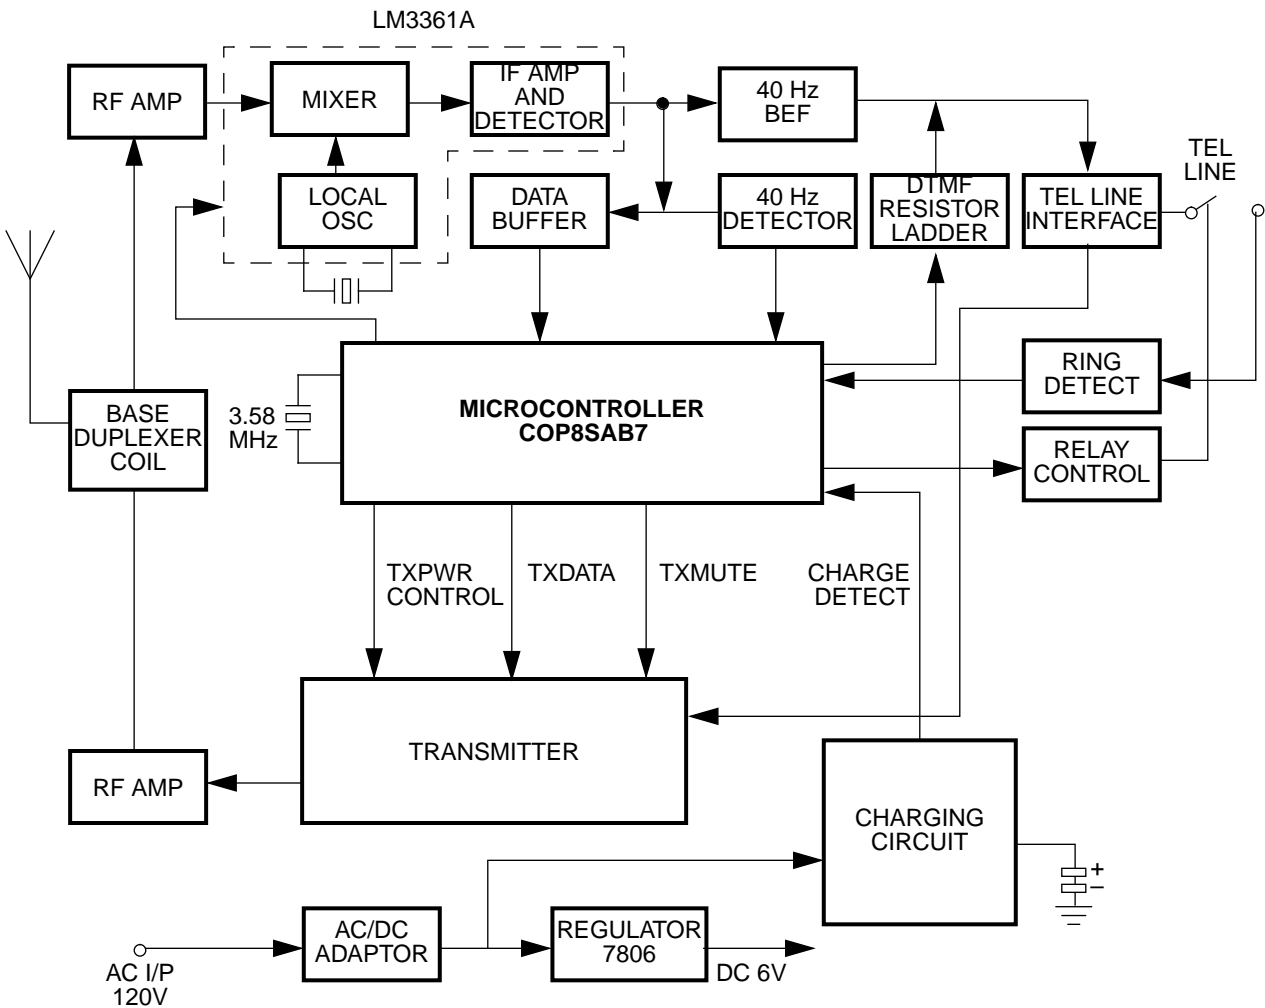 LM3361A
RF AMP
MIXER
IF AMP
AND
DETECTOR
40 Hz
BEF
TEL
LINE
LOCAL
OSC
DATA
BUFFER
40 Hz
DETECTOR
DTMF
RESISTOR
LADDER
TEL LINE
INTERFACE
BASE
DUPLEXER
COIL
3.58
MHz
MICROCONTROLLER
COP8SAB7
RING
DETECT
RELAY
CONTROL
TXPWR
CONTROL
TXDATA
TXMUTE
CHARGE
DETECT
RF AMP
TRANSMITTER
CHARGING
CIRCUIT
+
–
AC I/P
120V
AC/DC
ADAPTOR
REGULATOR
7806
DC 6V